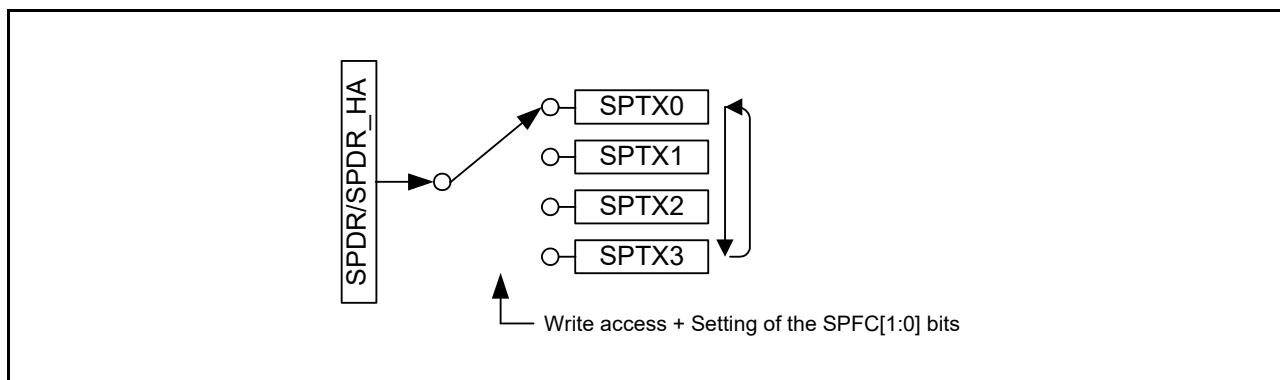 SPDR/SPDR_HA
SPTX0
SPTX1
SPTX2
SPTX3
Write access + Setting of the SPFC[1:0] bits